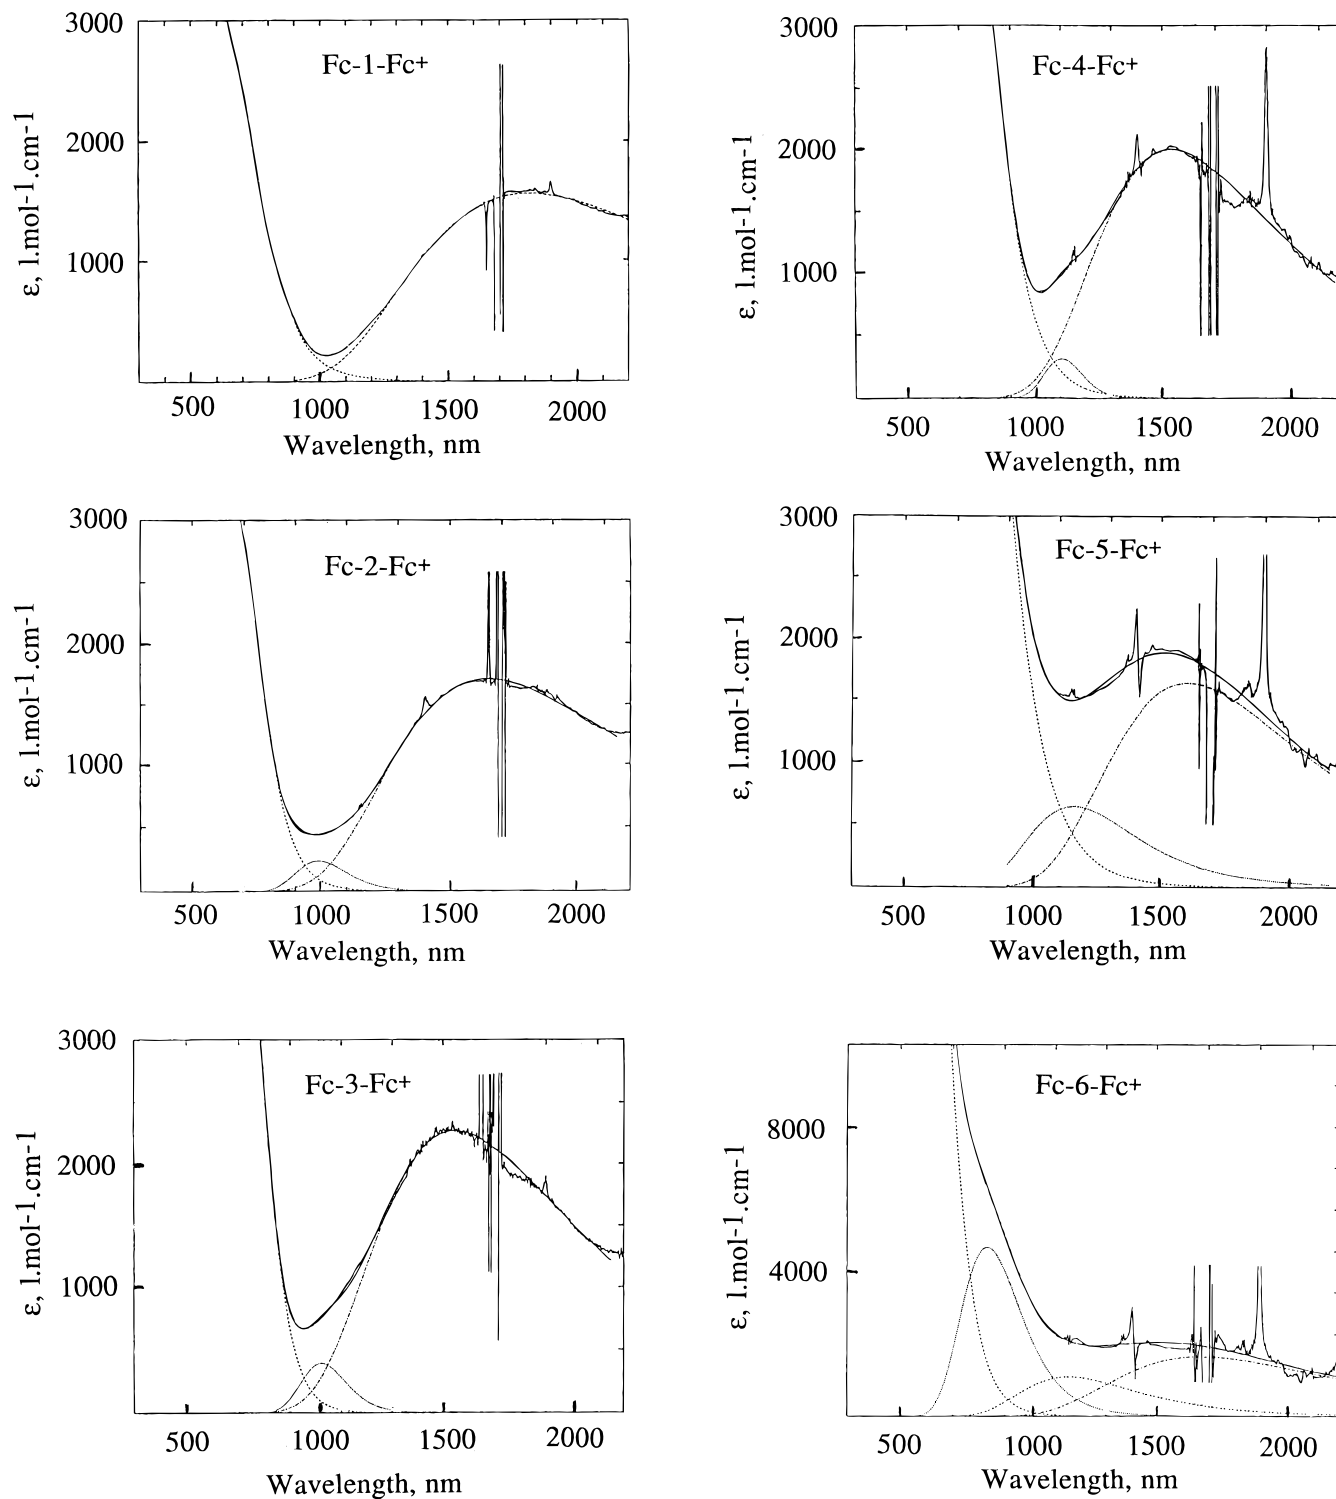 Fc-1-Fc+
ε, l.mol-1.cm-1
3000
2000
1000
500 1000 1500 2000
Wavelength, nm
Fc-4-Fc+
ε, l.mol-1.cm-1
3000
2000
1000
500 1000 1500 2000
Wavelength, nm
Fc-2-Fc+
ε, l.mol-1.cm-1
3000
2000
1000
500 1000 1500 2000
Wavelength, nm
Fc-5-Fc+
ε, l.mol-1.cm-1
3000
2000
1000
500 1000 1500 2000
Wavelength, nm
Fc-3-Fc+
ε, l.mol-1.cm-1
3000
2000
1000
500 1000 1500 2000
Wavelength, nm
Fc-6-Fc+
ε, l.mol-1.cm-1
8000
4000
500 1000 1500 2000
Wavelength, nm